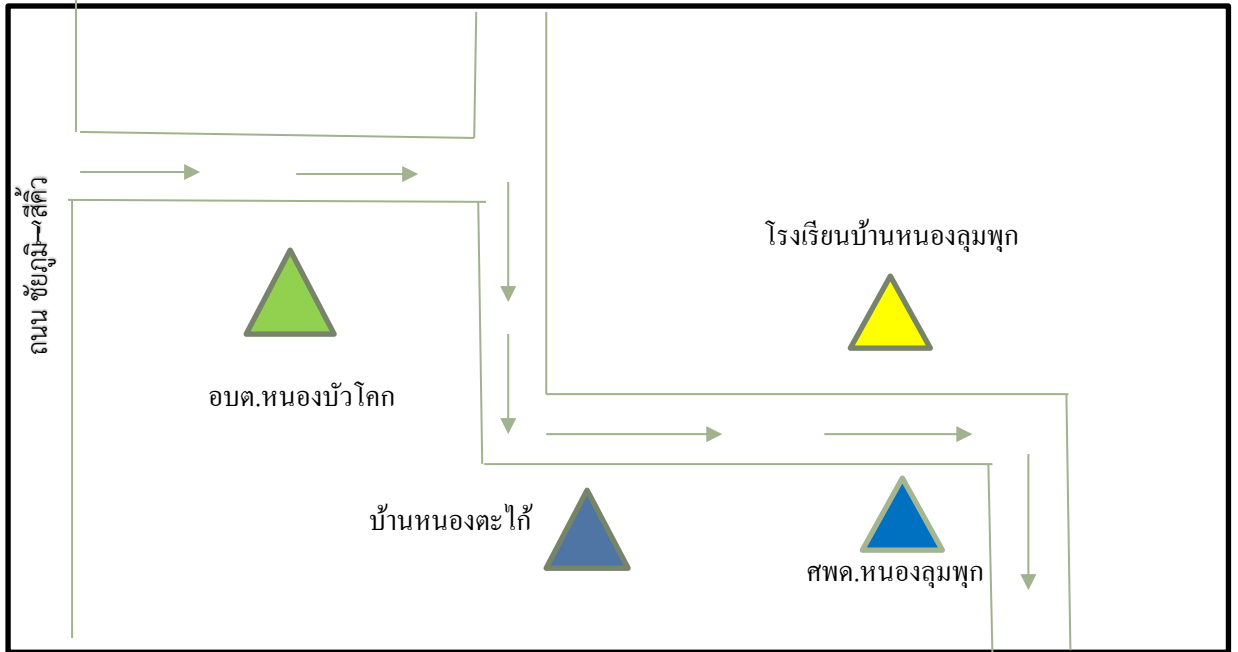 ถนน ชัยภูมิ–สีคิ้ว
โรงเรียนบ้านหนองลุมพุก
อบต.หนองบัวโคก
บ้านหนองตะไก้
ศพด.หนองลุมพุก